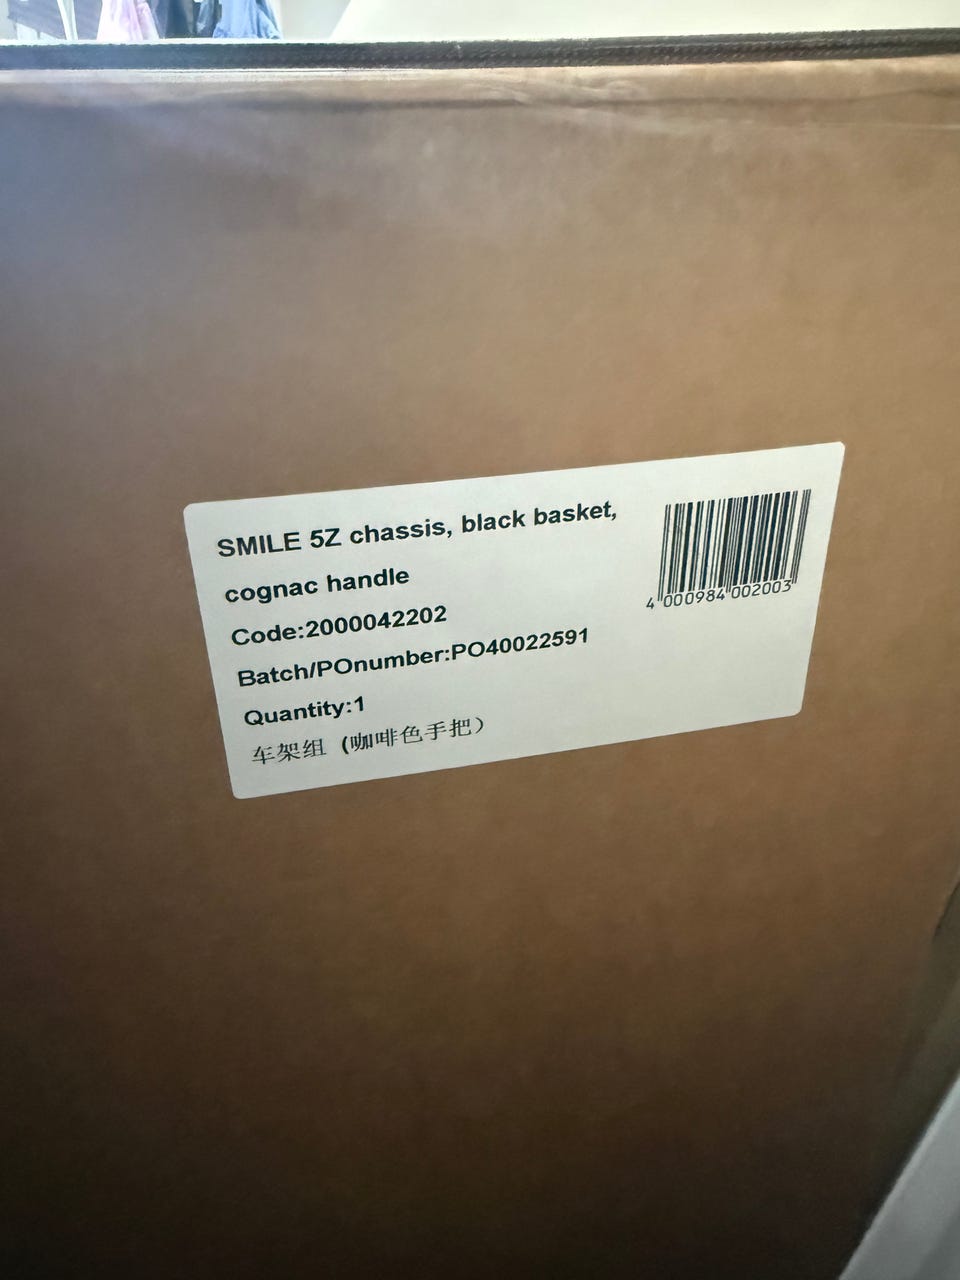 SMILE 5Z chassis, black basket,
cognac handle
Code:2000042202
Batch/POnumber:PO40022591
Quantity:1
车架组 (咖啡色手把）
4 000984 002003